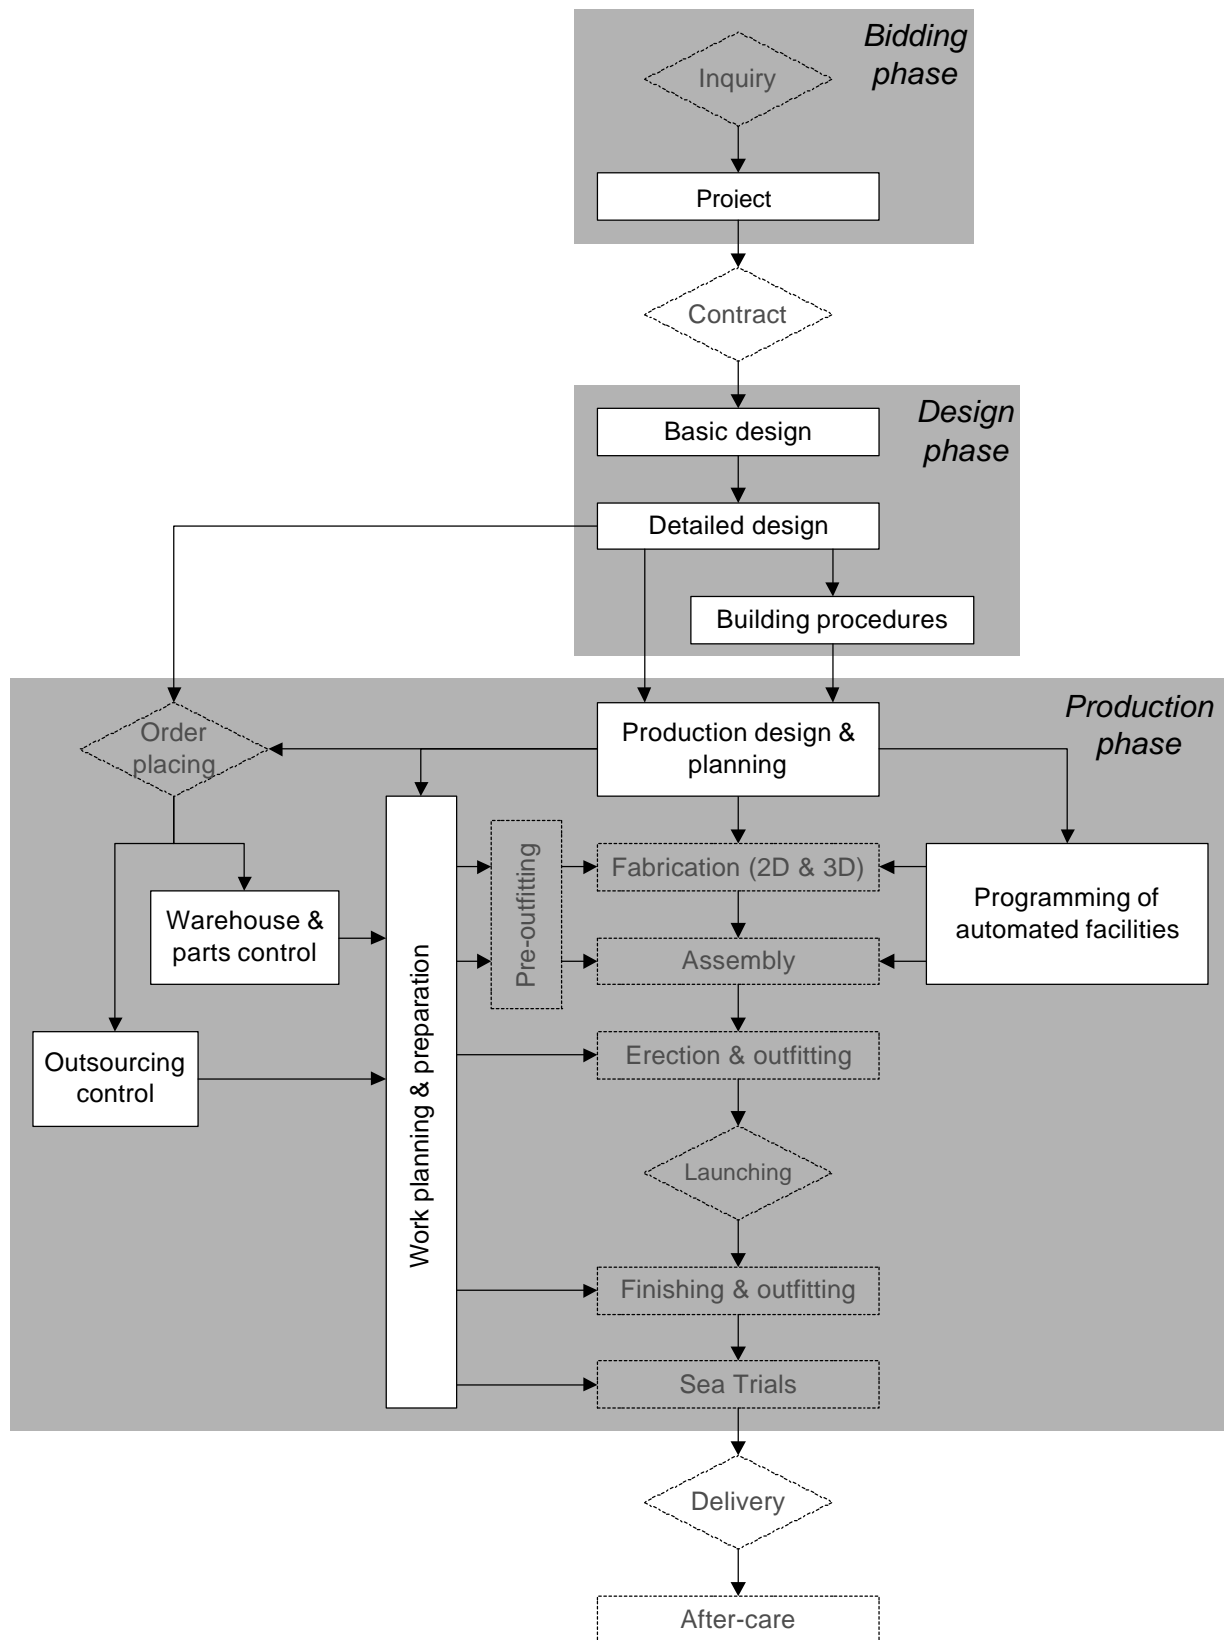 Bidding
phase
Inquiry
Project
Contract
Design
phase
Basic design
Detailed design
Building procedures
Production
phase
Order
placing
Production design &
planning
Pre-outfitting
Fabrication (2D & 3D)
Programming of
automated facilities
Warehouse &
parts control
Work planning & preparation
Assembly
Outsourcing
control
Erection & outfitting
Launching
Finishing & outfitting
Sea Trials
Delivery
After-care